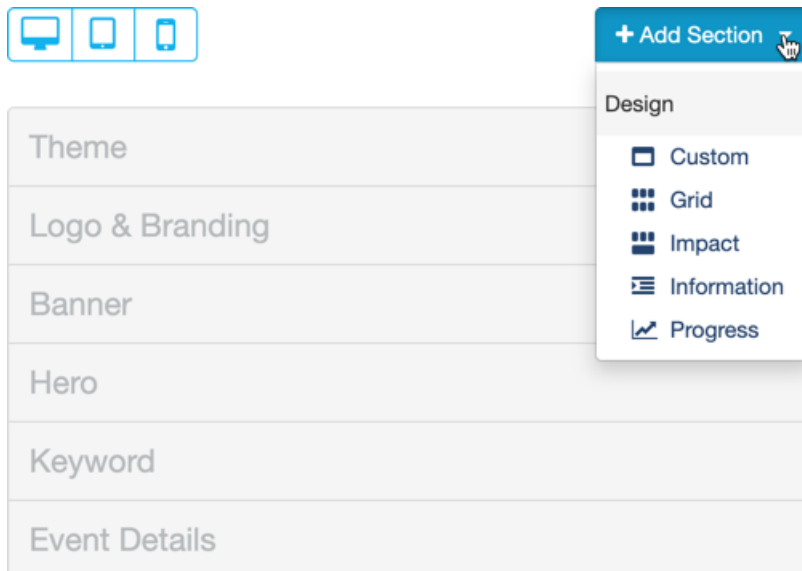 + Add Section
Design
Custom
Grid
Impact
Information
Progress
Theme
Logo & Branding
Banner
Hero
Keyword
Event Details